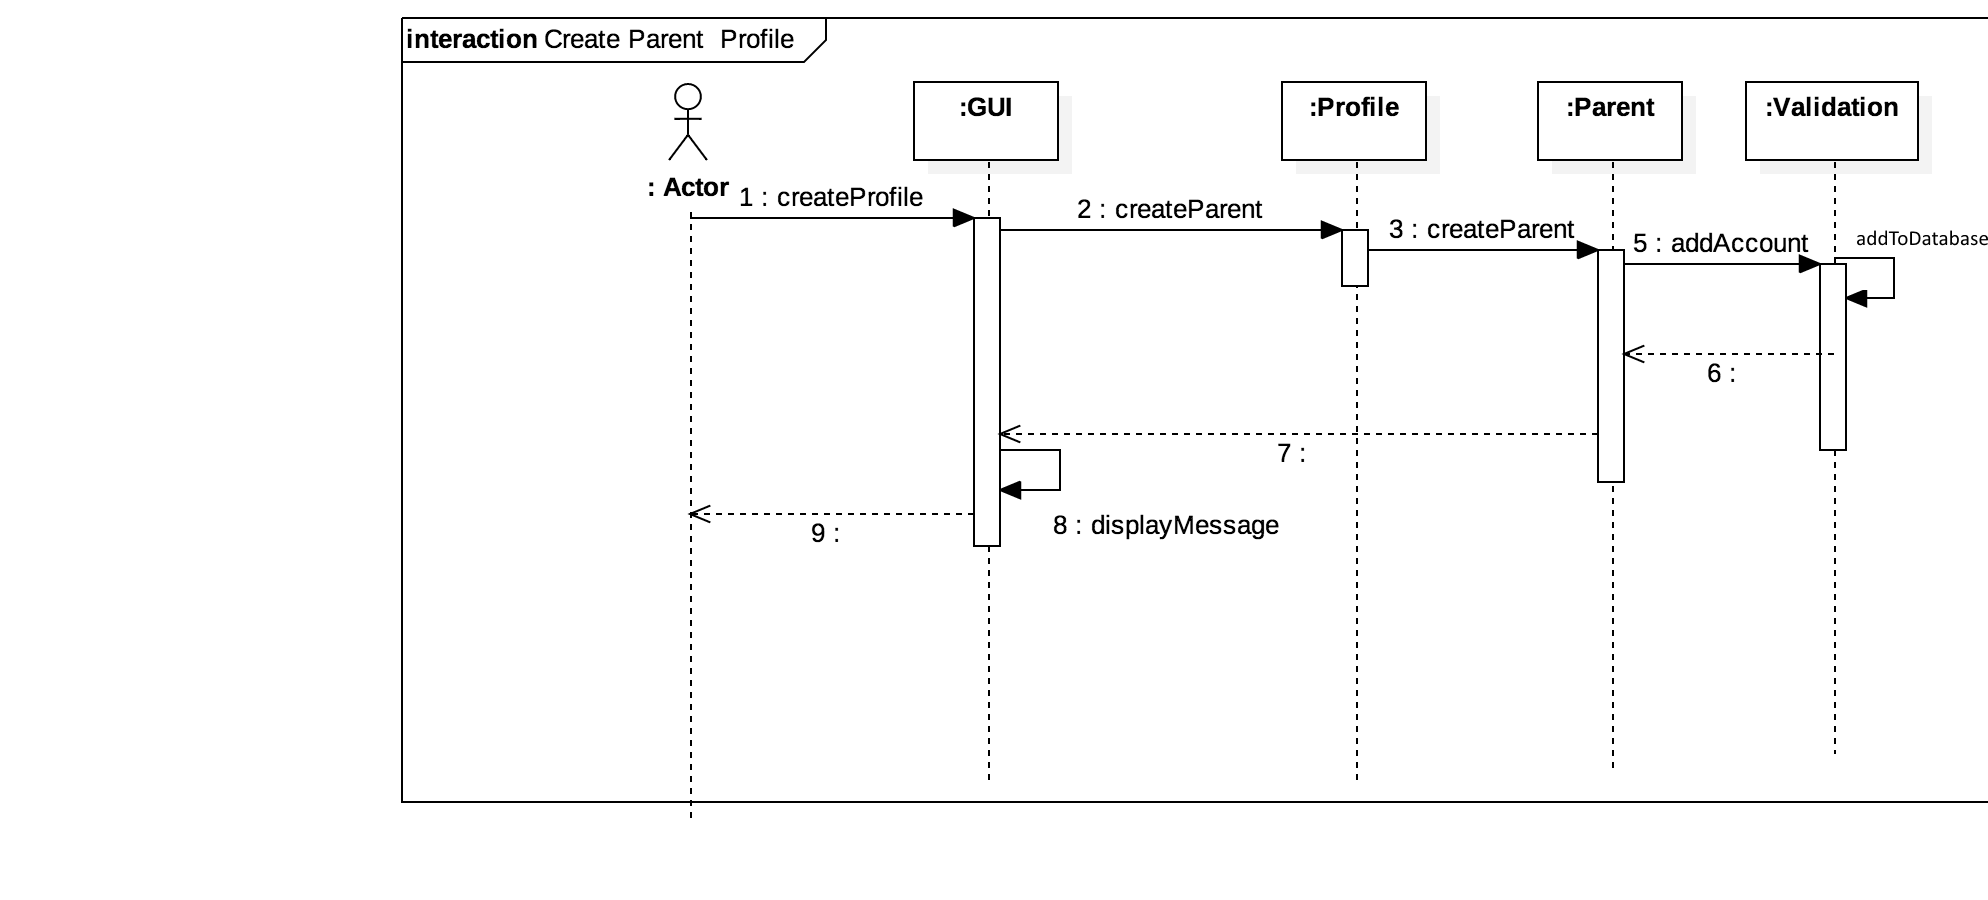 interaction Create Parent Profile
:GUI
:Profile
:Parent
:Validation
: Actor
1 : createProfile
2 : createParent
3 : createParent
5 : addAccount
addToDatabase
6 :
7 :
8 : displayMessage
9 :